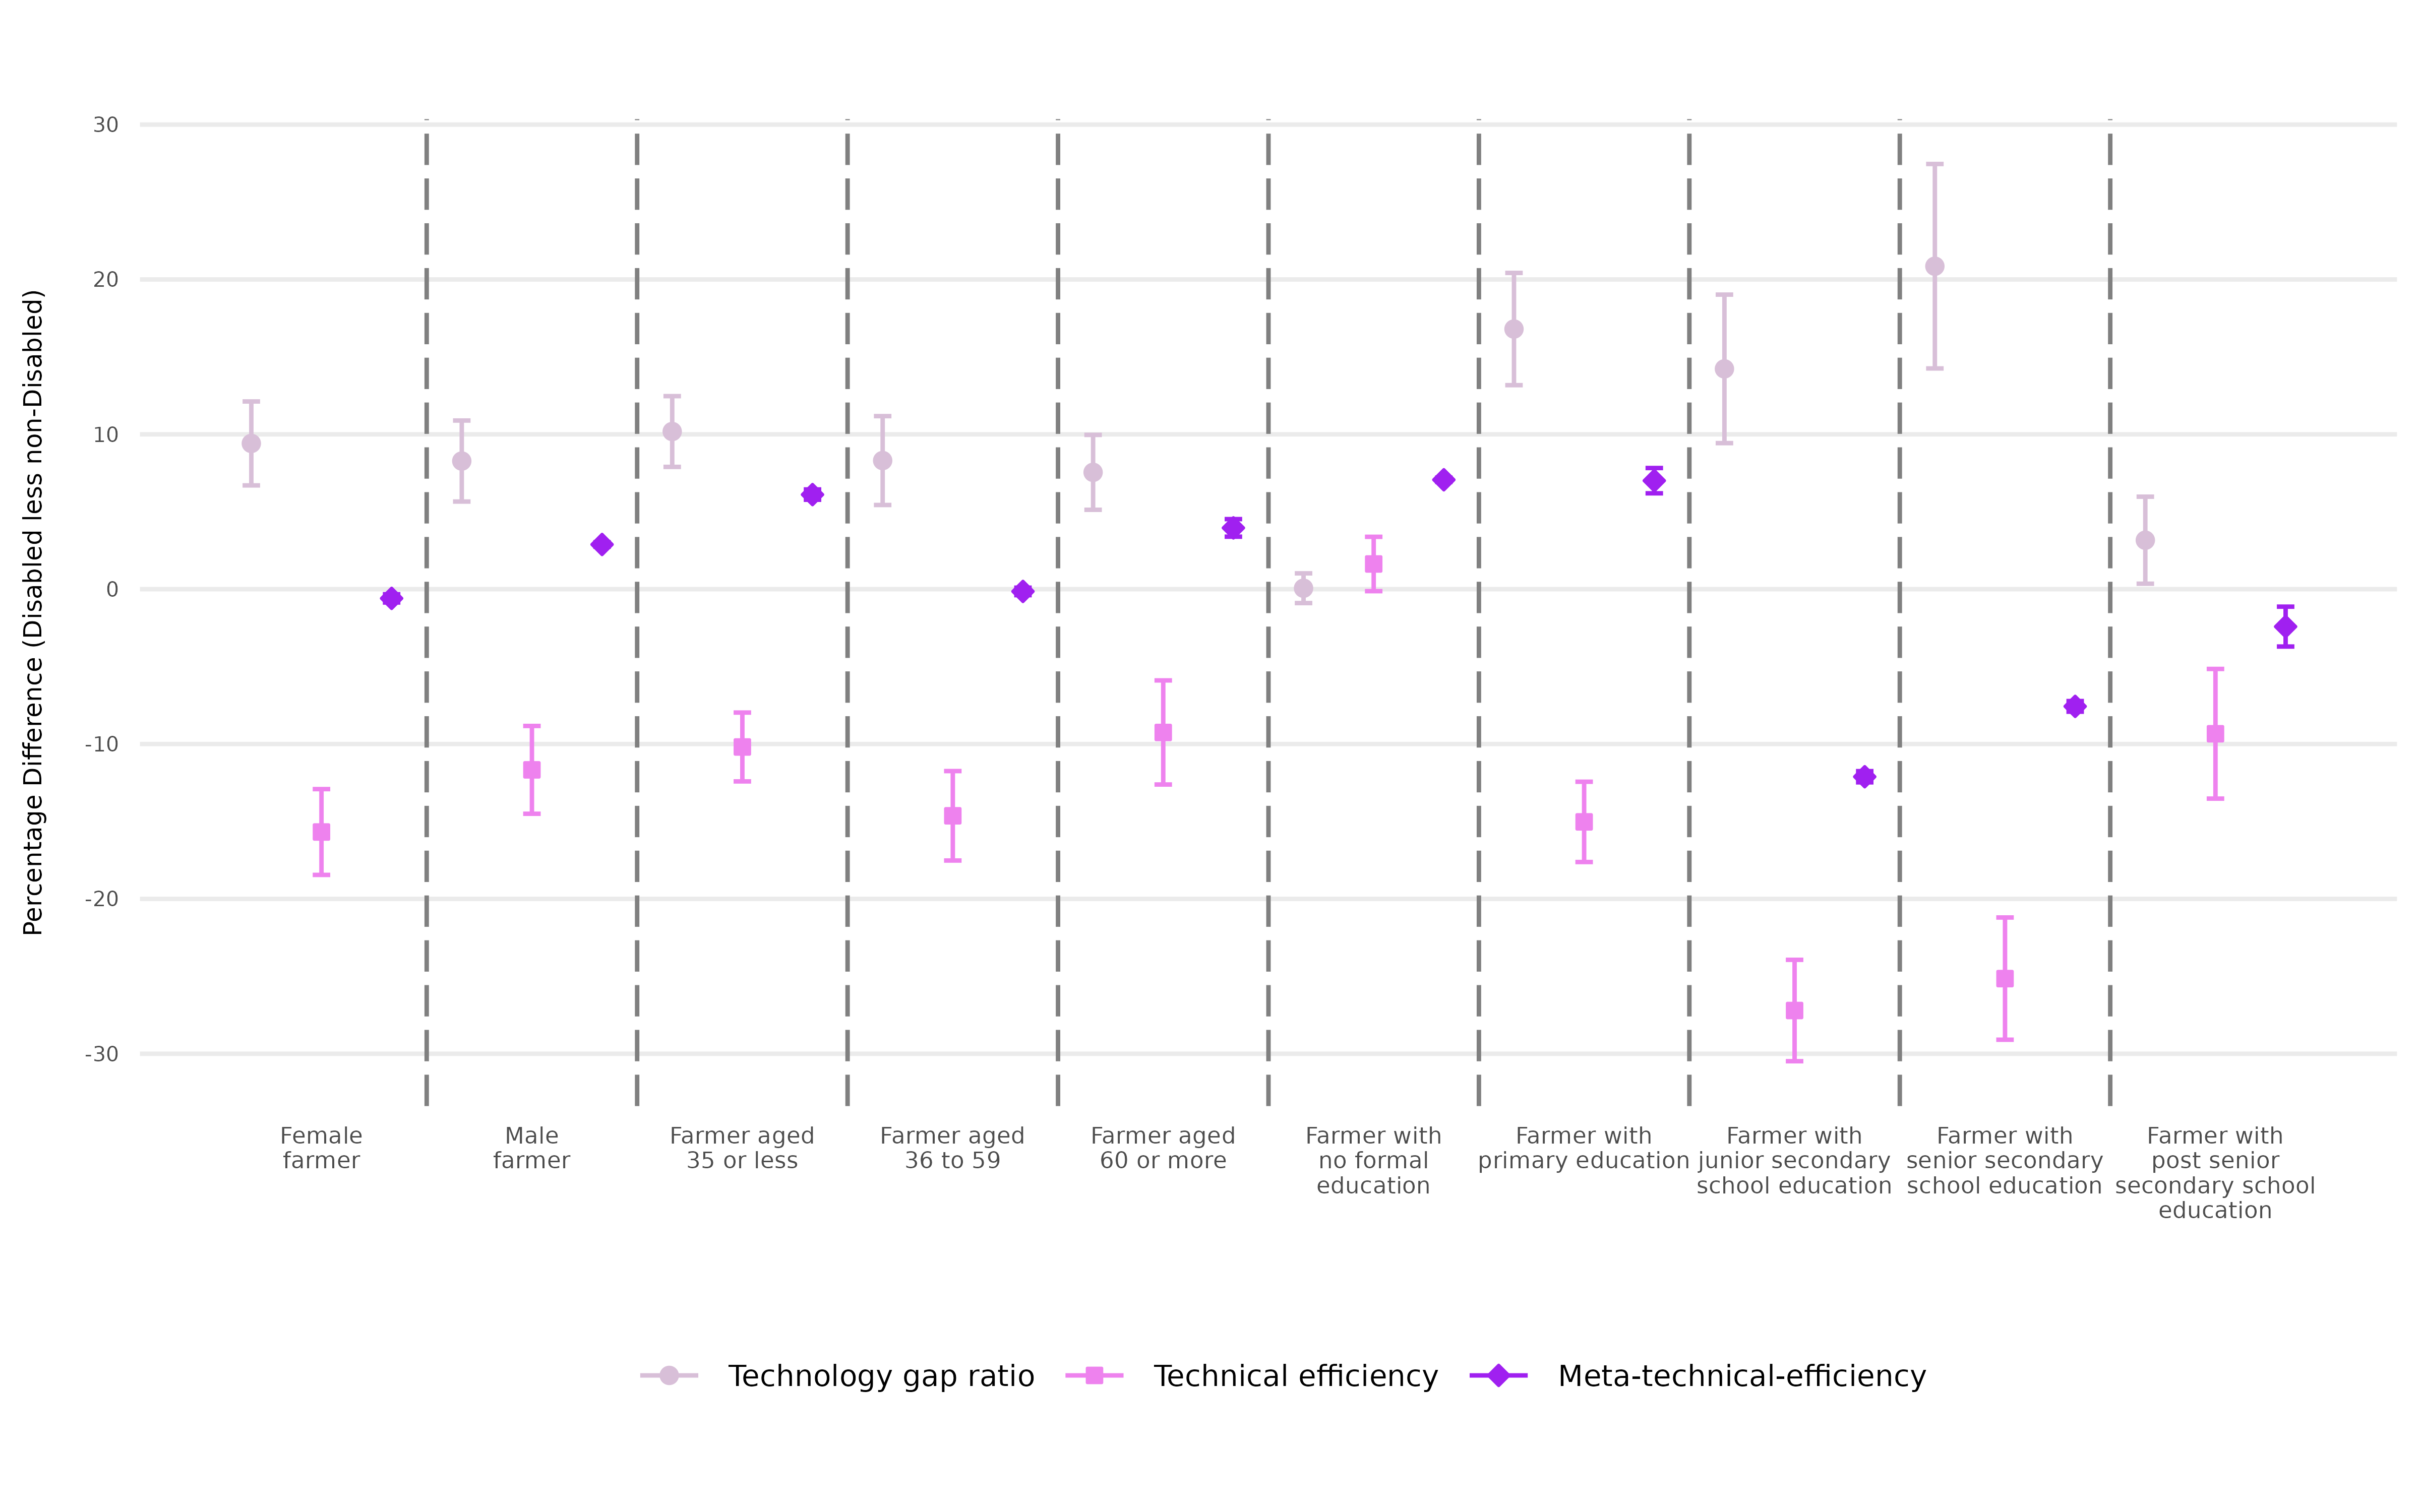 Percentage Difference (Disabled less non-Disabled)
30
20
10
0
-10
-20
-30
Female
farmer
Male
farmer
Farmer aged
35 or less
Farmer aged
36 to 59
Farmer aged
60 or more
Farmer with
no formal
education
Farmer with
primary education
Farmer with
junior secondary
school education
Farmer with
senior secondary
school education
Farmer with
post senior
secondary school
education
Technology gap ratio
Technical efficiency
Meta-technical-efficiency